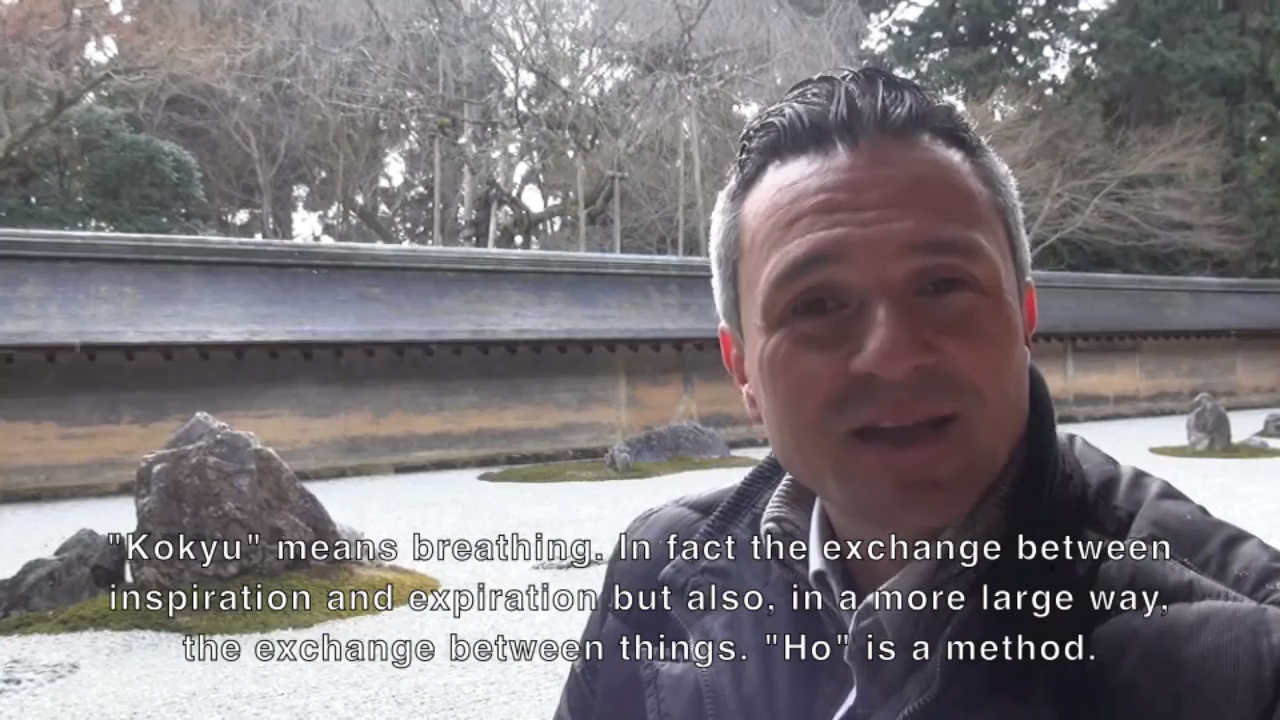 "Kokyu" means breathing. In fact the exchange between
inspiration and expiration but also, in a more large way,
the exchange between things. "Ho" is a method.